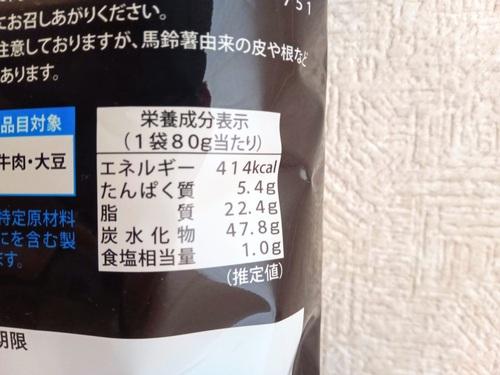 751
にお召しあがりください。
注意しておりますが、馬鈴薯由来の皮や根など
あります。
品目対象
牛肉・大豆
特定原材料
に を含む製
ます。
栄養成分表示
(1袋80g当たり)
エネルギー 414kcal
たんぱく質 5.4g
脂質 22.4g
炭水化物 47.8g
食塩相当量 1.0g
(推定値)
期限